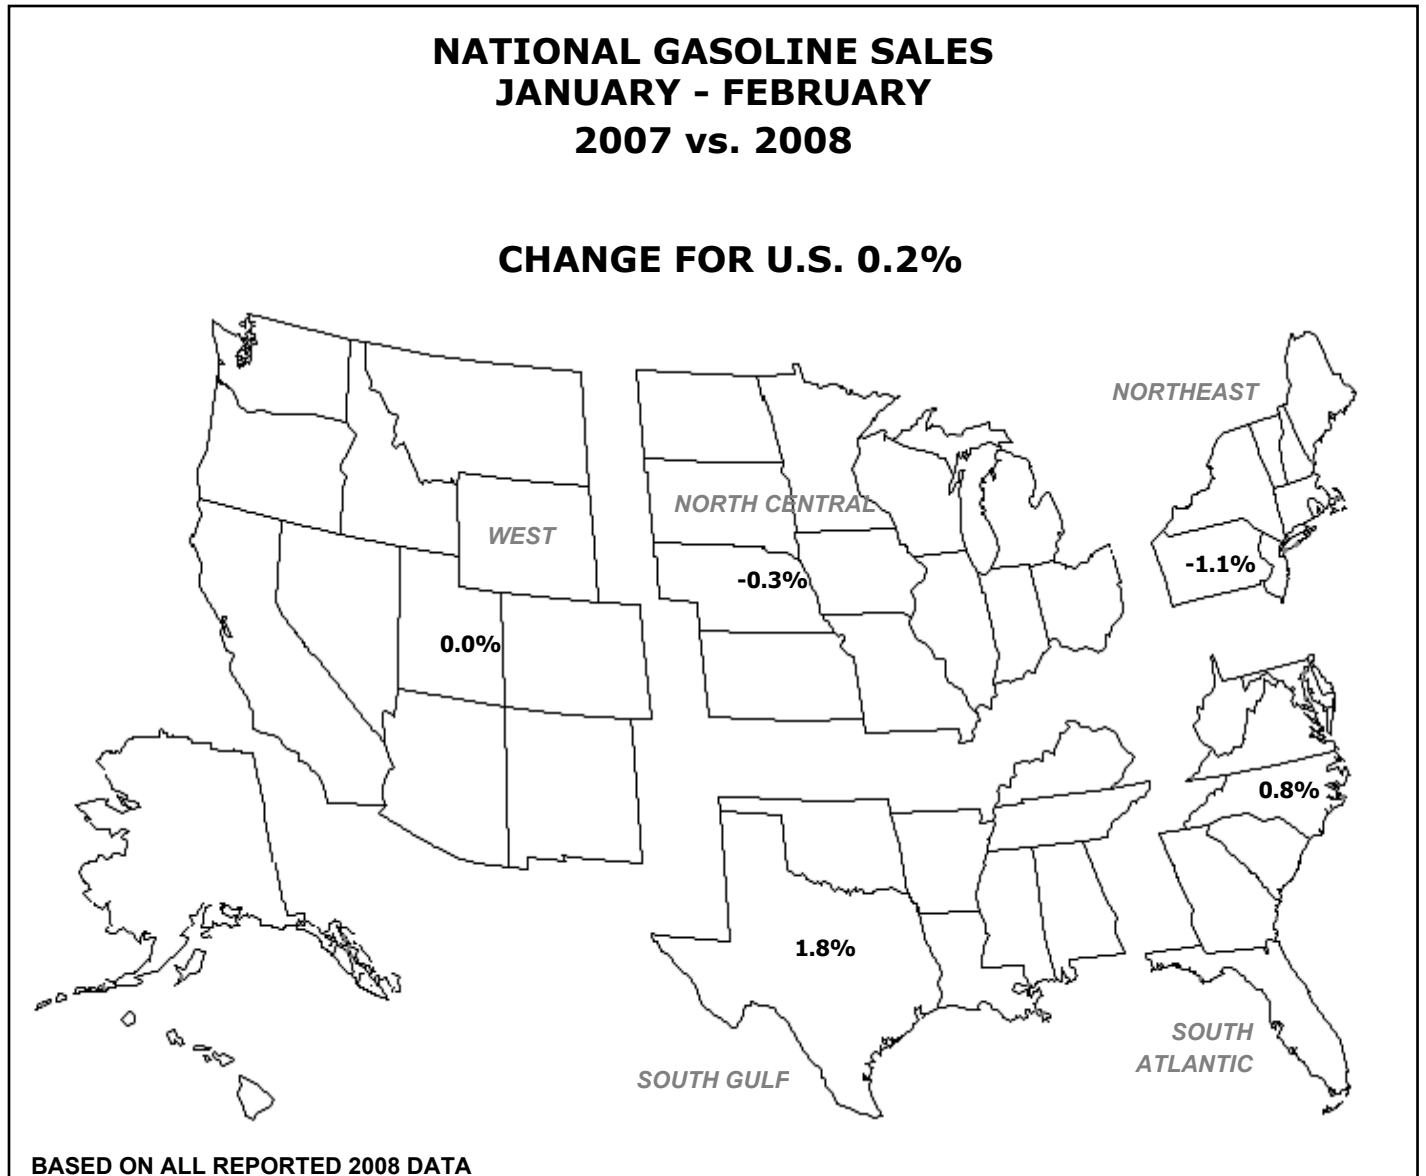 NATIONAL GASOLINE SALES
JANUARY - FEBRUARY
2007 vs. 2008
CHANGE FOR U.S. 0.2%
NORTHEAST
NORTH CENTRAL
WEST
-1.1%
-0.3%
0.0%
0.8%
1.8%
SOUTH
ATLANTIC
SOUTH GULF
BASED ON ALL REPORTED 2008 DATA